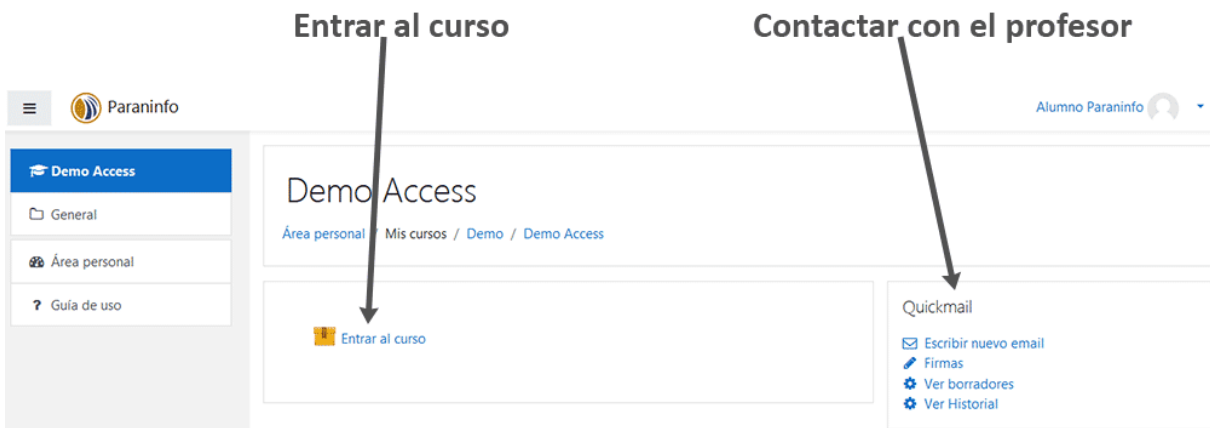 Entrar al curso
Contactar con el profesor
Paraninfo
Alumno Paraninfo
Demo Access
General
Área personal
? Guía de uso
Demo Access
Área personal / Mis cursos / Demo / Demo Access
Entrar al curso
Quickmail
Escribir nuevo email
Firmas
Ver borradores
Ver Historial